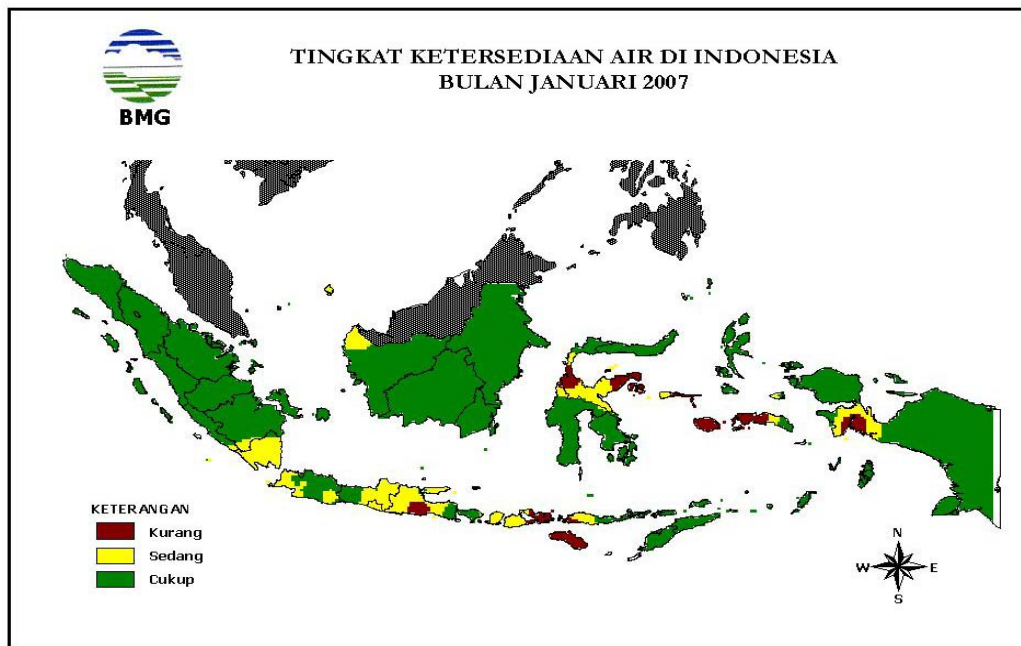 TINGKAT KETERSEDIAAN AIR DI INDONESIA
BULAN JANUARI 2007
BMG
KETERANGAN
Kurang
Sedang
Cukup
N
W E
S